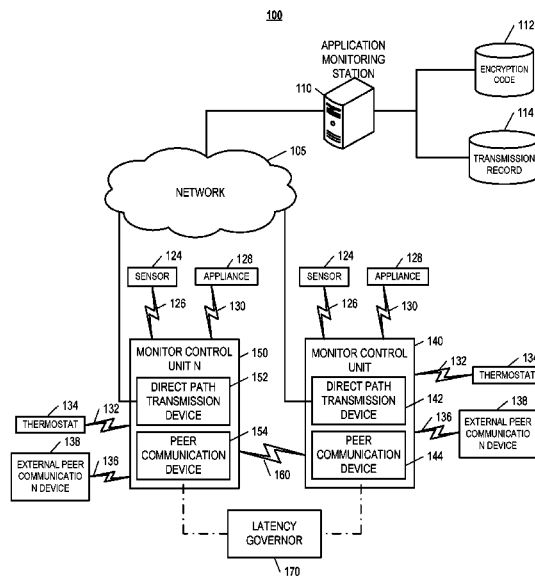 100
APPLICATION
MONITORING
STATION
110
112
ENCRYPTION
CODE
114
TRANSMISSION
RECORD
105
NETWORK
124
SENSOR
128
APPLIANCE
126
130
124
SENSOR
128
APPLIANCE
126
130
MONITOR CONTROL
UNIT N
150
DIRECT PATH
TRANSMISSION
DEVICE
152
PEER
COMMUNICATION
DEVICE
154
134
THERMOSTAT
132
138
EXTERNAL PEER
COMMUNICATIO
N DEVICE
136
160
MONITOR CONTROL
UNIT
140
DIRECT PATH
TRANSMISSION
DEVICE
142
PEER
COMMUNICATION
DEVICE
144
132
134
THERMOSTAT
136
138
EXTERNAL PEER
COMMUNICATIO
N DEVICE
LATENCY
GOVERNOR
170